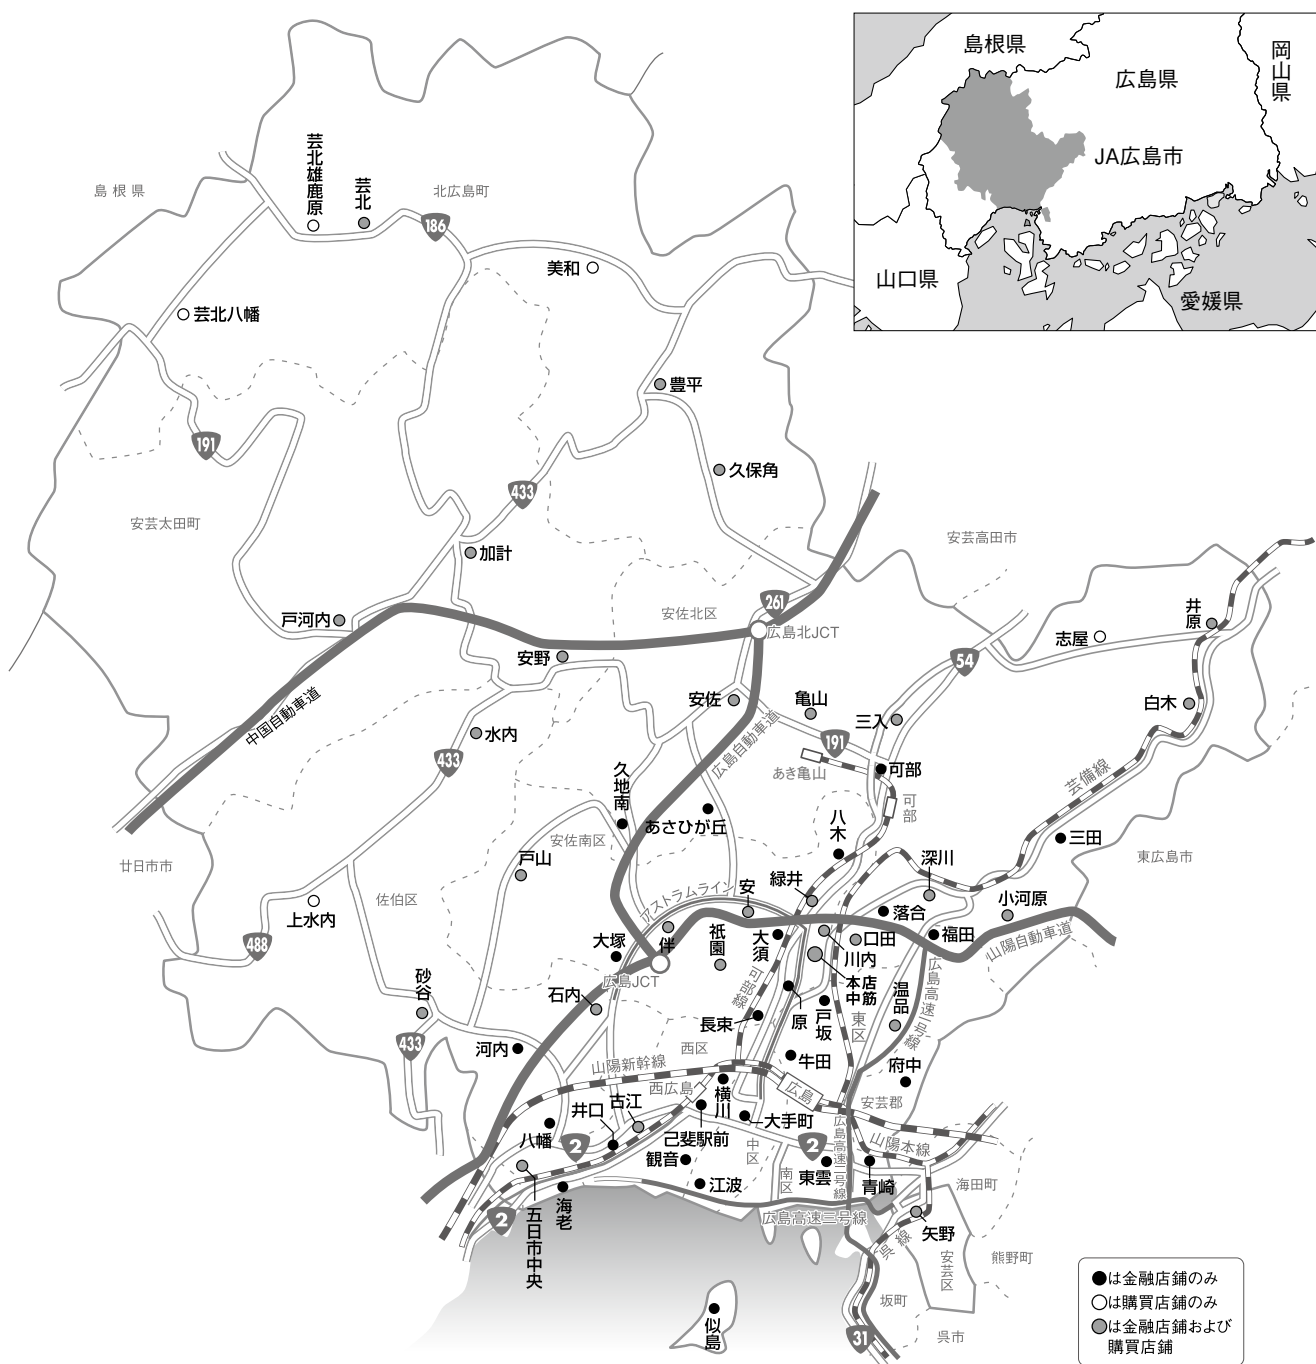 島根県
広島県
岡山県
JA広島市
山口県
愛媛県
島根県
芸北雄鹿原
芸北
北広島町
186
美和
芸北八幡
豊平
191
久保角
433
安芸太田町
加計
安芸高田市
戸河内
安佐北区
261
広島北JCT
井原
志屋
54
安野
中国自動車道
安佐
亀山
三入
白木
広島自動車道
191
水内
433
あき亀山
可部
芸備線
久地南
可部
あさひが丘
八木
三田
安佐南区
廿日市市
戸山
深川
東広島市
緑井
佐伯区
アストラムライン
安
小河原
上水内
落合
488
大塚
伴
祇園
大須
口田
福田
山陽自動車道
川内
広島JCT
本店
中筋
砂谷
石内
可部線
原
戸坂
温品
広島高速一号線
東区
長束
433
河内
西区
牛田
山陽新幹線
府中
西広島
横川
広島
安芸郡
井口
古江
大手町
八幡
己斐駅前
2
中区
2
広島高速二号線
山陽本線
観音
東雲
青崎
南区
江波
海田町
五日市中央
海老
2
広島高速三号線
矢野
呉線
安芸区
熊野町
坂町
似島
31
呉市
●は金融店舗のみ
○は購買店舗のみ
●は金融店舗および
購買店舗